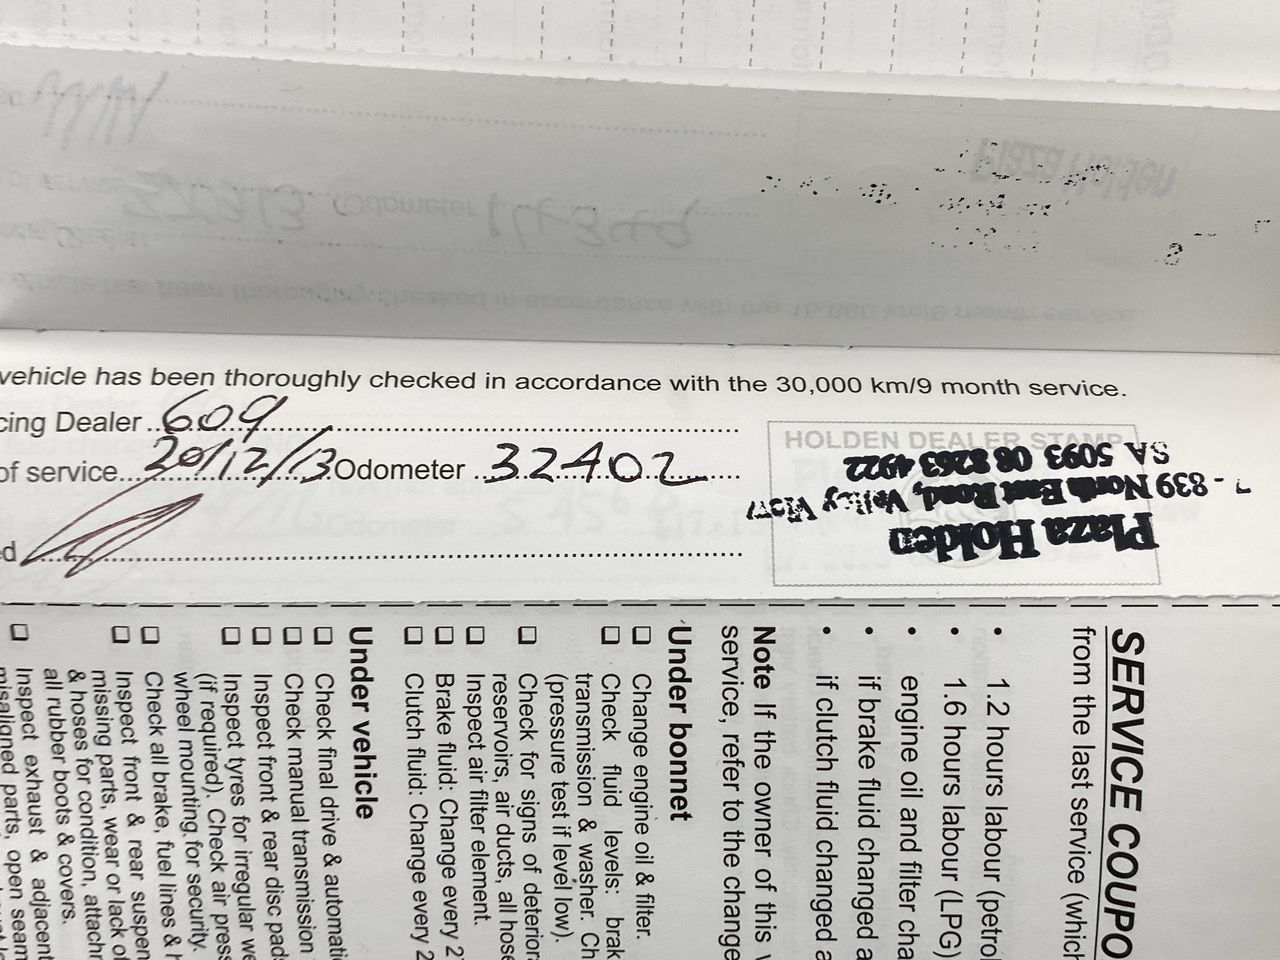 vehicle has been thoroughly checked in accordance with the 30,000 km/9 month service.
cing Dealer 609
of service 20/12/13 Odometer 32402
ed
HOLDEN DEALER STAMP
Plaza Holden
- 839 North East Road, Valley View
SA 5093 08 8263 4922
SERVICE COUPO
from the last service (which
• 1.2 hours labour (petrol
• 1.6 hours labour (LPG)
• engine oil and filter cha
• if brake fluid changed a
• if clutch fluid changed a
Note If the owner of this v
service, refer to the change
Under bonnet
☐ Change engine oil & filter.
☐ Check fluid levels: brak
transmission & washer. Ch
(pressure test if level low).
☐ Check for signs of deteriora
reservoirs, air ducts, all hose
☐ Inspect air filter element.
☐ Brake fluid: Change every 2
☐ Clutch fluid: Change every 2
Under vehicle
☐ Check final drive & automati
☐ Check manual transmission
☐ Inspect front & rear disc pads
☐ Inspect tyres for irregular we
(if required). Check air press
wheel mounting, for security.
☐ Check all brake, fuel lines & h
☐ Inspect front & rear suspen
missing parts, wear or lack of
& hoses for condition, attachm
all rubber boots & covers.
☐ Inspect exhaust & adjacent
misaligned parts, open seam